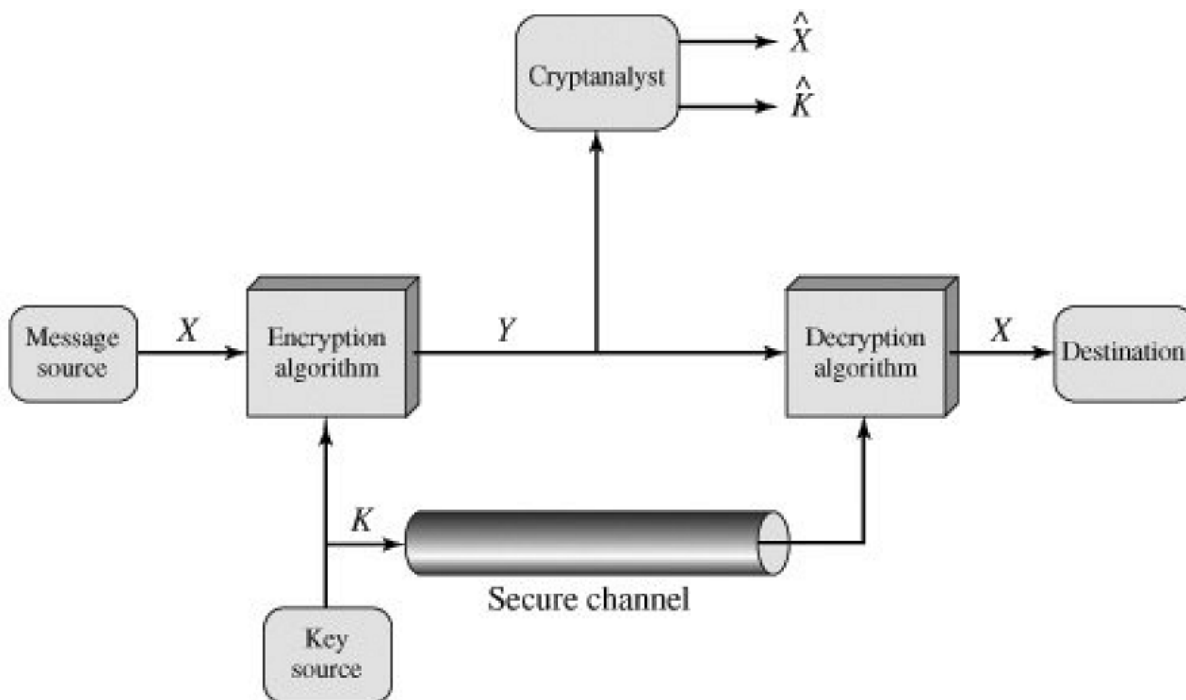 X̂
Cryptanalyst
K̂
Message
source
X
Encryption
algorithm
Y
Decryption
algorithm
X
Destination
K
Secure channel
Key
source